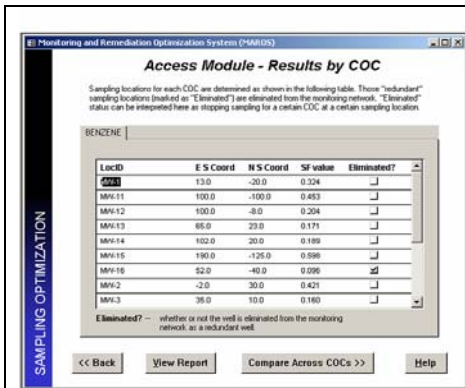 Monitoring and Remediation Optimization System (MAROS)
Access Module - Results by COC
Sampling locations for each COC are determined as shown in the following table. Those "redundant"
sampling locations (marked as "Eliminated") are eliminated from the monitoring network. "Eliminated"
status can be interpreted here as stopping sampling for a certain COC at a certain sampling location.
BENZENE
LocID E S Coord N S Coord SF value Eliminated?
MW-1 13.0 -20.0 0.324
MW-11 100.0 -100.0 0.453
MW-12 100.0 -8.0 0.204
MW-13 65.0 23.0 0.171
MW-14 102.0 20.0 0.189
MW-15 190.0 -125.0 0.598
MW-16 52.0 -40.0 0.096
MW-2 -2.0 30.0 0.421
MW-3 35.0 10.0 0.160
Eliminated? -- whether or not the well is eliminated from the monitoring
network as a redundant well.
SAMPLING OPTIMIZATION
<< Back View Report Compare Across COCs >> Help